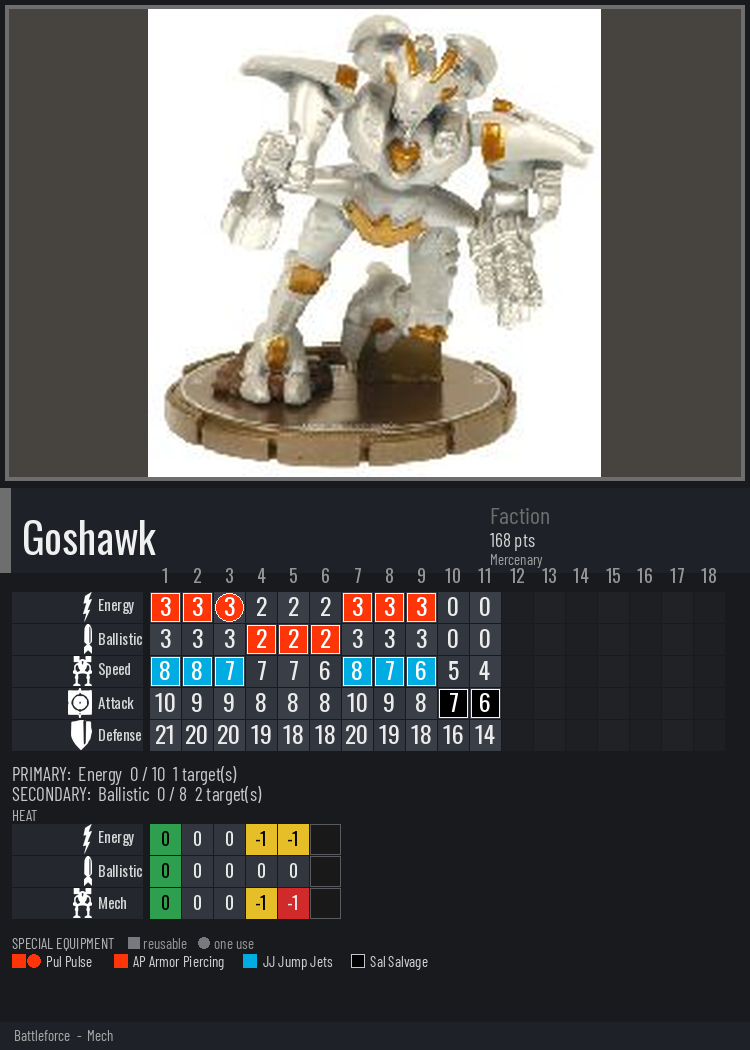 Goshawk
Faction
168 pts
Mercenary
1 2 3 4 5 6 7 8 9 10 11 12 13 14 15 16 17 18
Energy 3 3 3 2 2 2 3 3 3 0 0
Ballistic 3 3 3 2 2 2 3 3 3 0 0
Speed 8 8 7 7 7 6 8 7 6 5 4
Attack 10 9 9 8 8 8 10 9 8 7 6
Defense 21 20 20 19 18 18 20 19 18 16 14
PRIMARY: Energy 0 / 10 1 target(s)
SECONDARY: Ballistic 0 / 8 2 target(s)
HEAT
Energy 0 0 0 -1 -1
Ballistic 0 0 0 0 0
Mech 0 0 0 -1 -1
SPECIAL EQUIPMENT reusable one use
Pul Pulse AP Armor Piercing JJ Jump Jets Sal Salvage
Battleforce - Mech